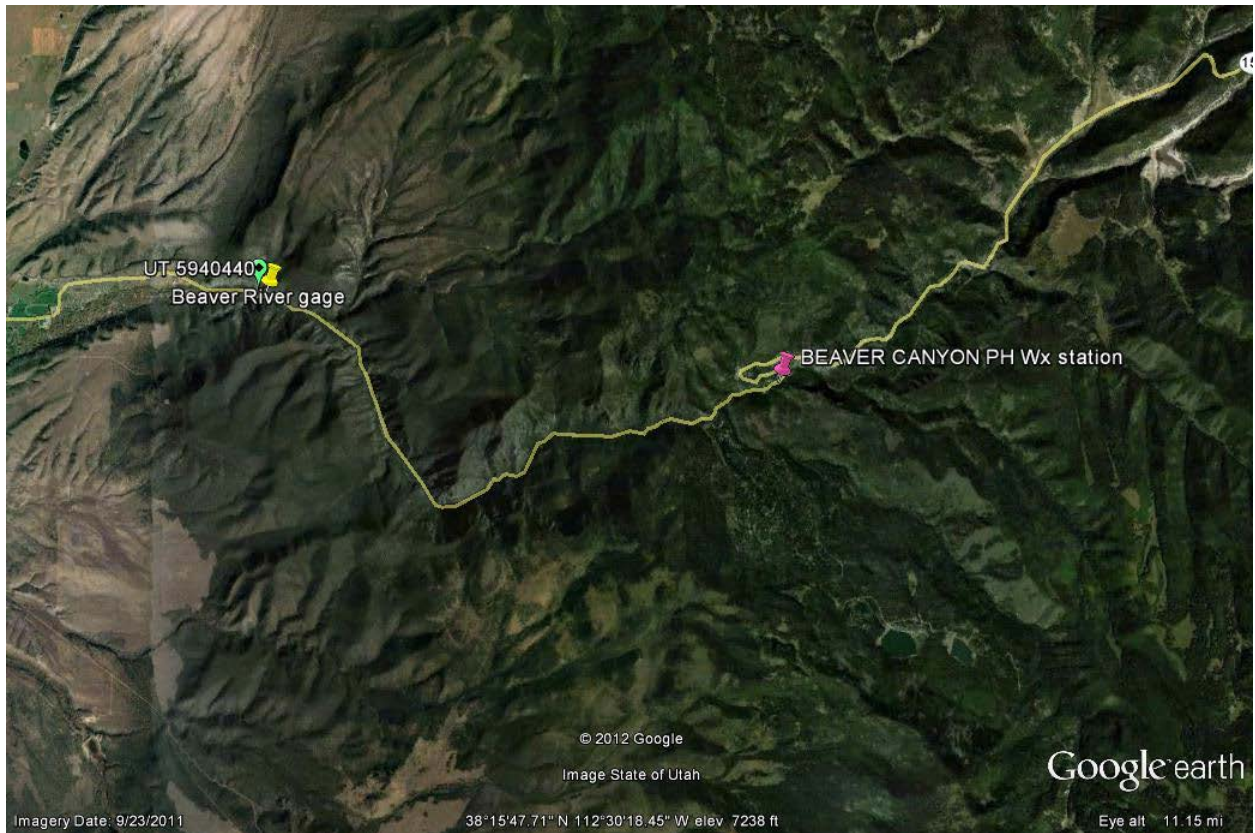 15
UT 5940440
Beaver River gage
BEAVER CANYON PH Wx station
© 2012 Google
Image State of Utah
Google earth
Imagery Date: 9/23/2011
38°15'47.71" N 112°30'18.45" W elev 7238 ft
Eye alt 11.15 mi